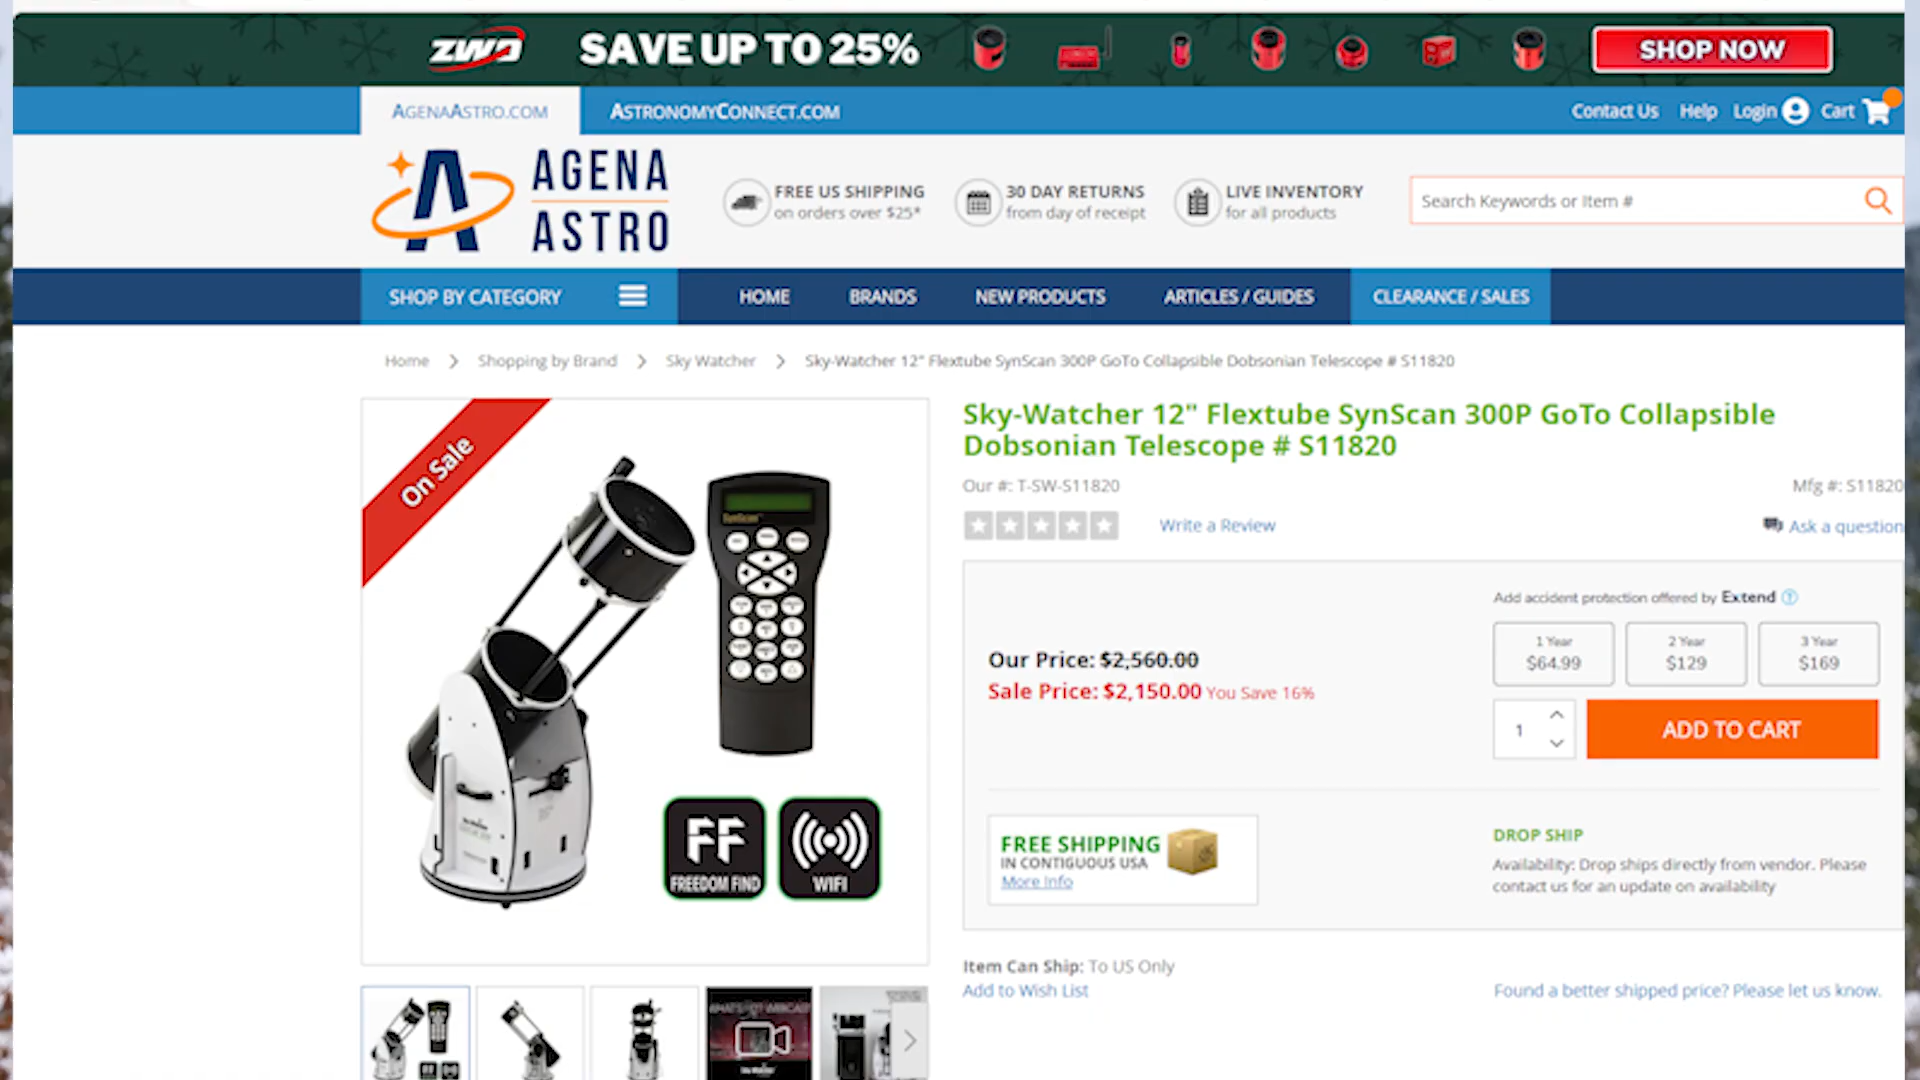 ZWO SAVE UP TO 25% SHOP NOW
AGENAASTRO.COM ASTRONOMYCONNECT.COM Contact Us Help Login Cart
AGENA
ASTRO
FREE US SHIPPING
on orders over $25*
30 DAY RETURNS
from day of receipt
LIVE INVENTORY
for all products
Search Keywords or Item #
SHOP BY CATEGORY HOME BRANDS NEW PRODUCTS ARTICLES / GUIDES CLEARANCE / SALES
Home > Shopping by Brand > Sky Watcher > Sky-Watcher 12" Flextube SynScan 300P GoTo Collapsible Dobsonian Telescope # S11820
On Sale
SynScan
FF
FREEDOM FIND
WIFI
Sky-Watcher 12" Flextube SynScan 300P GoTo Collapsible
Dobsonian Telescope # S11820
Our #: T-SW-S11820 Mfg #: S11820
Write a Review Ask a question
Add accident protection offered by Extend
1 Year
$64.99
2 Year
$129
3 Year
$169
Our Price: $2,560.00
Sale Price: $2,150.00 You Save 16%
1 ADD TO CART
FREE SHIPPING
IN CONTIGUOUS USA
More Info
DROP SHIP
Availability: Drop ships directly from vendor. Please
contact us for an update on availability
Item Can Ship: To US Only
Add to Wish List
Found a better shipped price? Please let us know.
WHAT'S UP? WEBCAST
Sky-Watcher